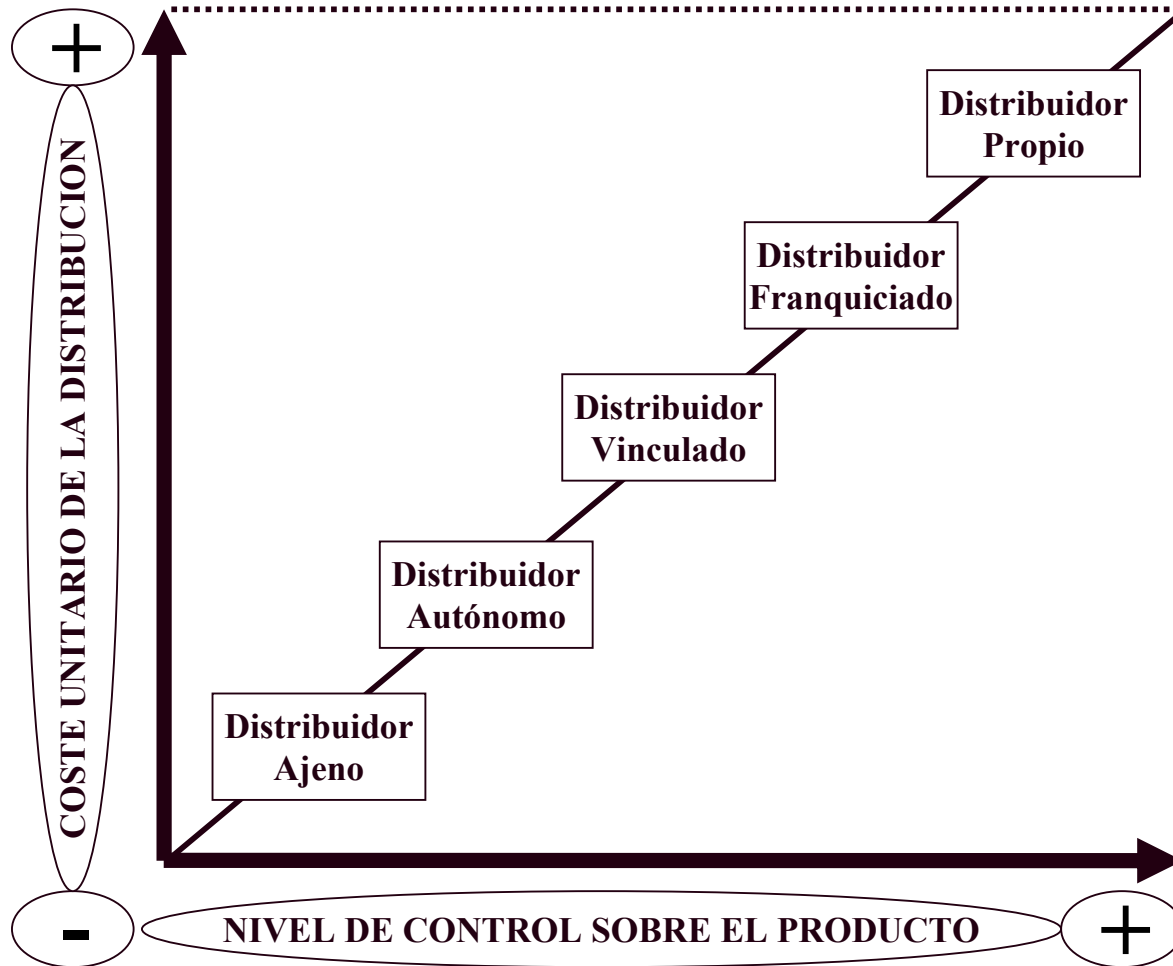 +
COSTE UNITARIO DE LA DISTRIBUCION
Distribuidor
Propio
Distribuidor
Franquiciado
Distribuidor
Vinculado
Distribuidor
Autónomo
Distribuidor
Ajeno
-
NIVEL DE CONTROL SOBRE EL PRODUCTO
+